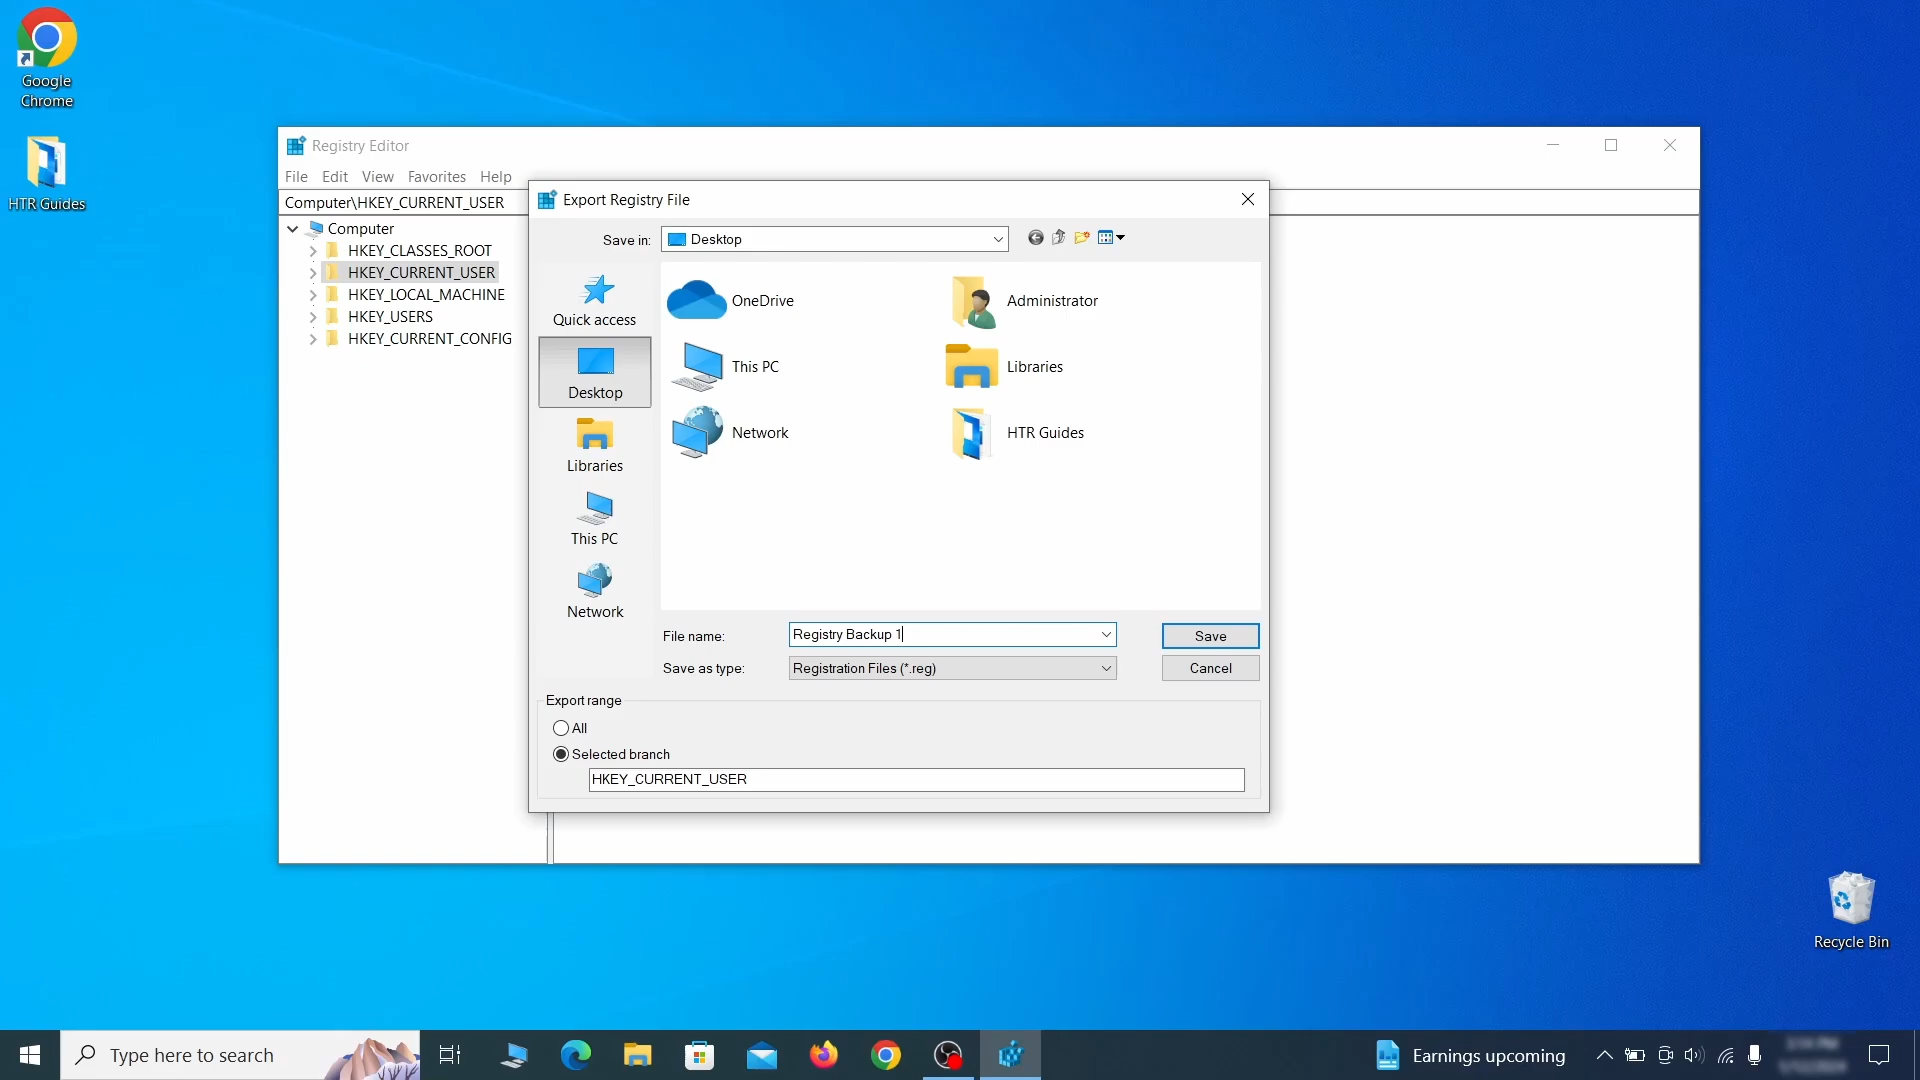 Google
Chrome
HTR Guides
Registry Editor
File Edit View Favorites Help
Computer\HKEY_CURRENT_USER
Computer
HKEY_CLASSES_ROOT
HKEY_CURRENT_USER
HKEY_LOCAL_MACHINE
HKEY_USERS
HKEY_CURRENT_CONFIG
Export Registry File
Save in: Desktop
Quick access
Desktop
Libraries
This PC
Network
OneDrive
Administrator
This PC
Libraries
Network
HTR Guides
File name: Registry Backup 1
Save
Save as type: Registration Files (*.reg)
Cancel
Export range
All
Selected branch
HKEY_CURRENT_USER
Recycle Bin
Type here to search
Earnings upcoming